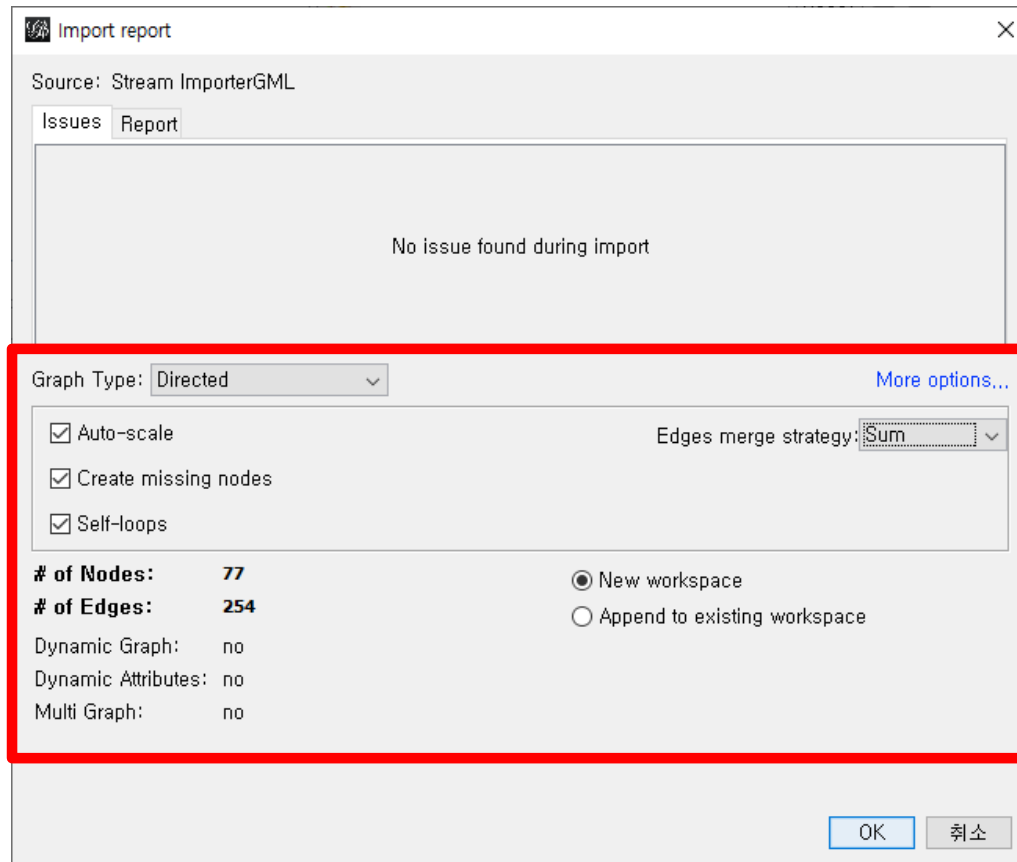 Import report
Source: Stream ImporterGML
Issues Report
No issue found during import
Graph Type: Directed More options...
Auto-scale Edges merge strategy: Sum
Create missing nodes
Self-loops
# of Nodes: 77 New workspace
# of Edges: 254 Append to existing workspace
Dynamic Graph: no
Dynamic Attributes: no
Multi Graph: no
OK 취소